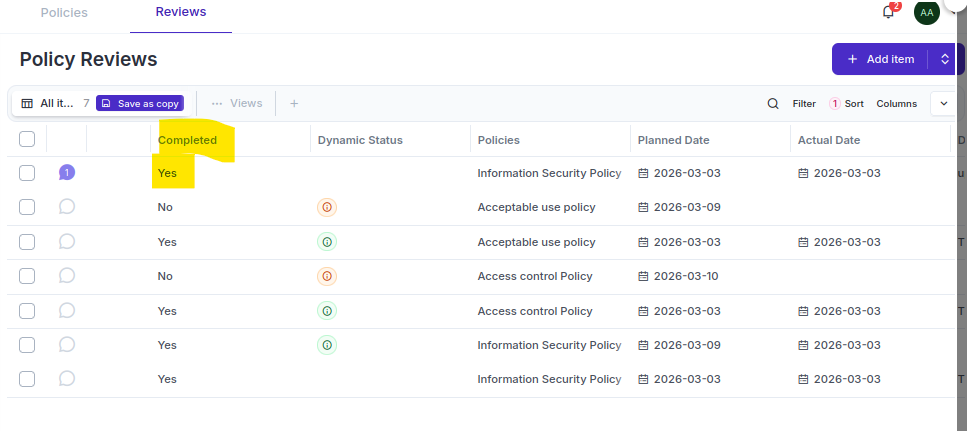 Policies Reviews 2 AA
Policy Reviews + Add item
All it... 7 Save as copy ... Views + Filter 1 Sort Columns
Completed Dynamic Status Policies Planned Date Actual Date D
1 Yes Information Security Policy 2026-03-03 2026-03-03 u
No Acceptable use policy 2026-03-09
Yes Acceptable use policy 2026-03-03 2026-03-03 T
No Access control Policy 2026-03-10
Yes Access control Policy 2026-03-03 2026-03-03 T
Yes Information Security Policy 2026-03-09 2026-03-03
Yes Information Security Policy 2026-03-03 2026-03-03 T